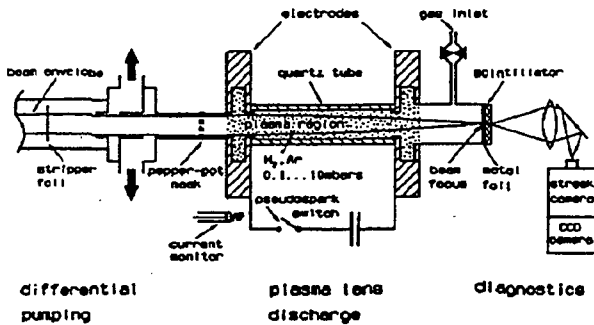 electrodes
gas inlet
beam envelope
quartz tube
scintillator
plasma region
stripper foil
pepper-pot mask
H₂, Ar
0.1...10mbars
beam focus
metal foil
pseudospark switch
streak camera
CCD camera
current monitor
differential pumping
plasma lens discharge
diagnostics